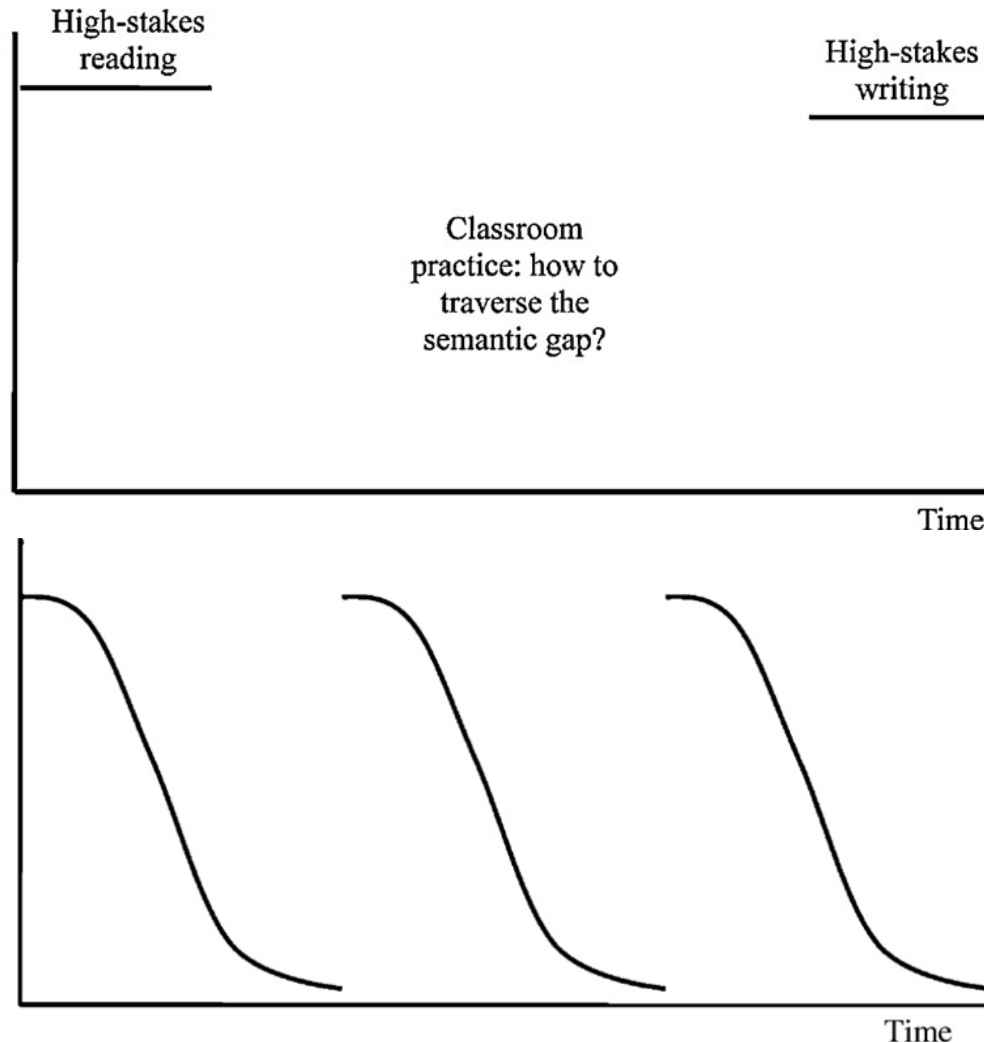 High-stakes
reading
High-stakes
writing
Classroom
practice: how to
traverse the
semantic gap?
Time
Time